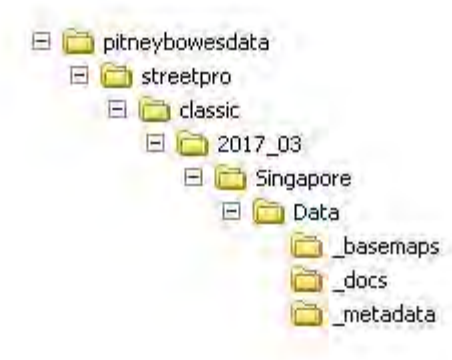 pitneybowesdata
streetpro
classic
2017_03
Singapore
Data
_basemaps
_docs
_metadata